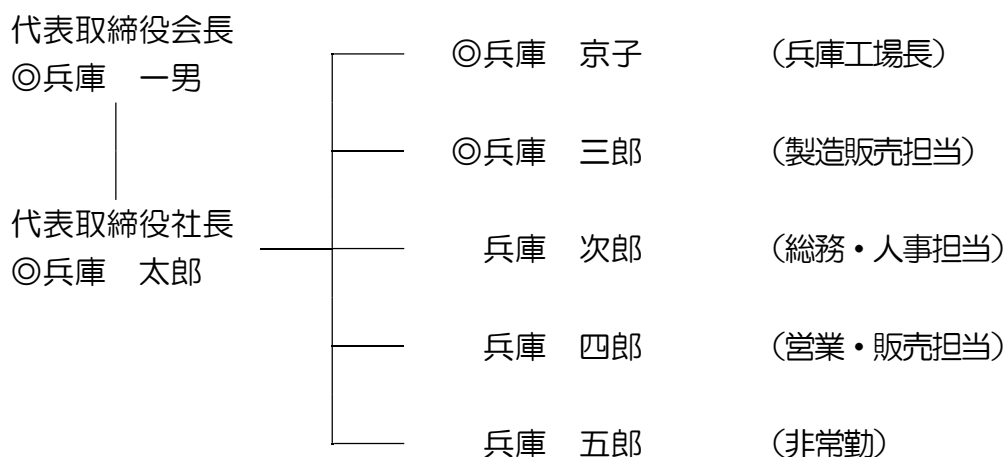 代表取締役会長
◎兵庫　一男
代表取締役社長
◎兵庫　太郎
◎兵庫　京子　（兵庫工場長）
◎兵庫　三郎　（製造販売担当）
兵庫　次郎　（総務・人事担当）
兵庫　四郎　（営業・販売担当）
兵庫　五郎　（非常勤）